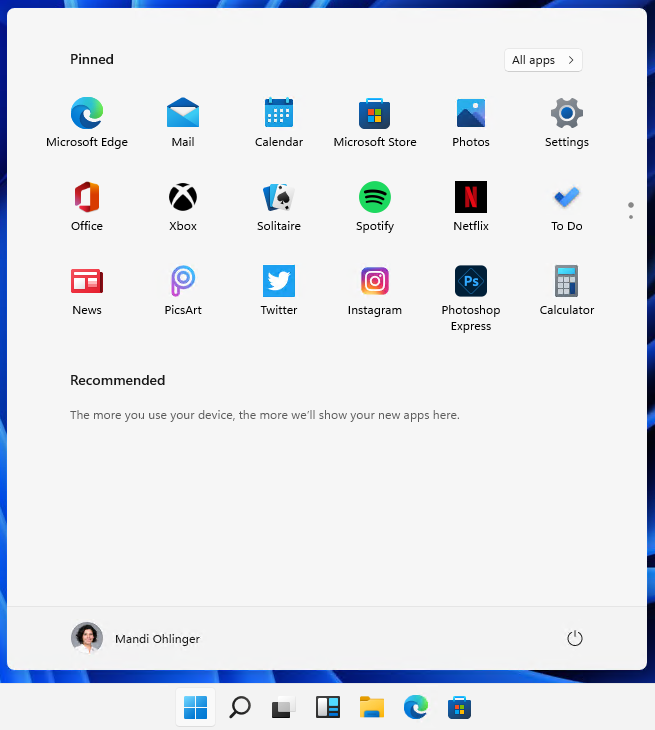 Pinned
All apps
Microsoft Edge
Mail
Calendar
Microsoft Store
Photos
Settings
Office
Xbox
Solitaire
Spotify
Netflix
To Do
News
PicsArt
Twitter
Instagram
Ps
Photoshop
Express
Calculator
Recommended
The more you use your device, the more we'll show your new apps here.
Mandi Ohlinger